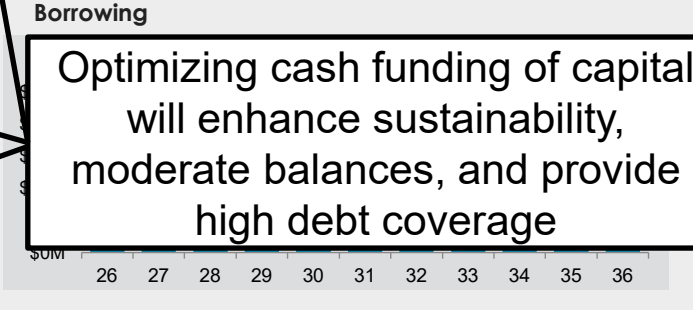 Borrowing
Optimizing cash funding of capital
will enhance sustainability,
moderate balances, and provide
high debt coverage
$0M
26 27 28 29 30 31 32 33 34 35 36